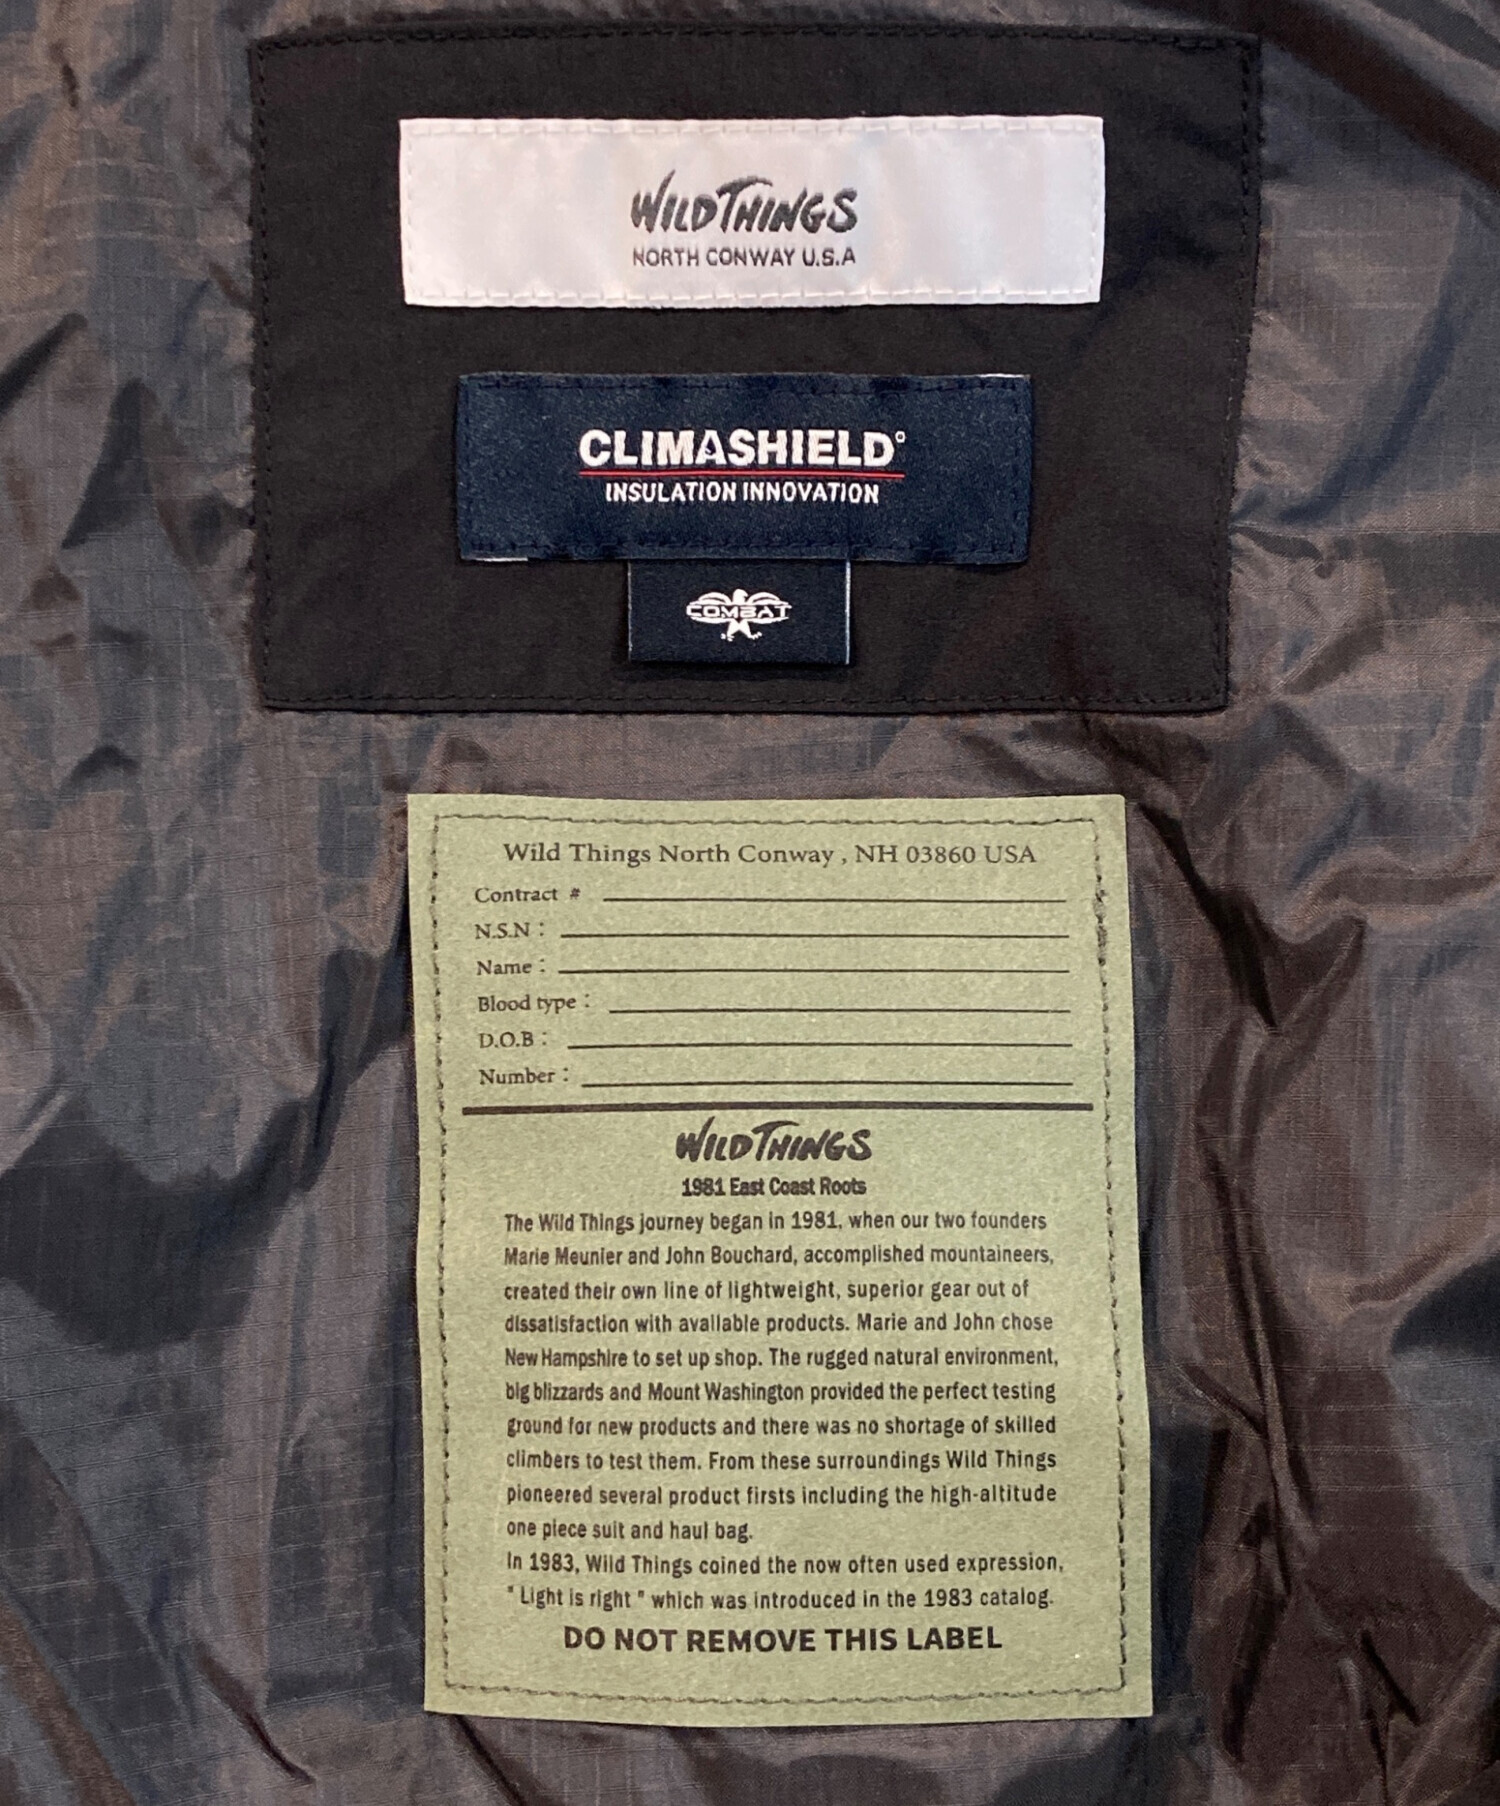 WILDTHINGS
NORTH CONWAY U.S.A
CLIMASHIELD®
INSULATION INNOVATION
COMBAT
Wild Things North Conway , NH 03860 USA
Contract #
N.S.N :
Name :
Blood type :
D.O.B :
Number :
WILDTHINGS
1981 East Coast Roots
The Wild Things journey began in 1981, when our two founders
Marie Meunier and John Bouchard, accomplished mountaineers,
created their own line of lightweight, superior gear out of
dissatisfaction with available products. Marie and John chose
New Hampshire to set up shop. The rugged natural environment,
big blizzards and Mount Washington provided the perfect testing
ground for new products and there was no shortage of skilled
climbers to test them. From these surroundings Wild Things
pioneered several product firsts including the high-altitude
one piece suit and haul bag.
In 1983, Wild Things coined the now often used expression,
" Light is right " which was introduced in the 1983 catalog.
DO NOT REMOVE THIS LABEL